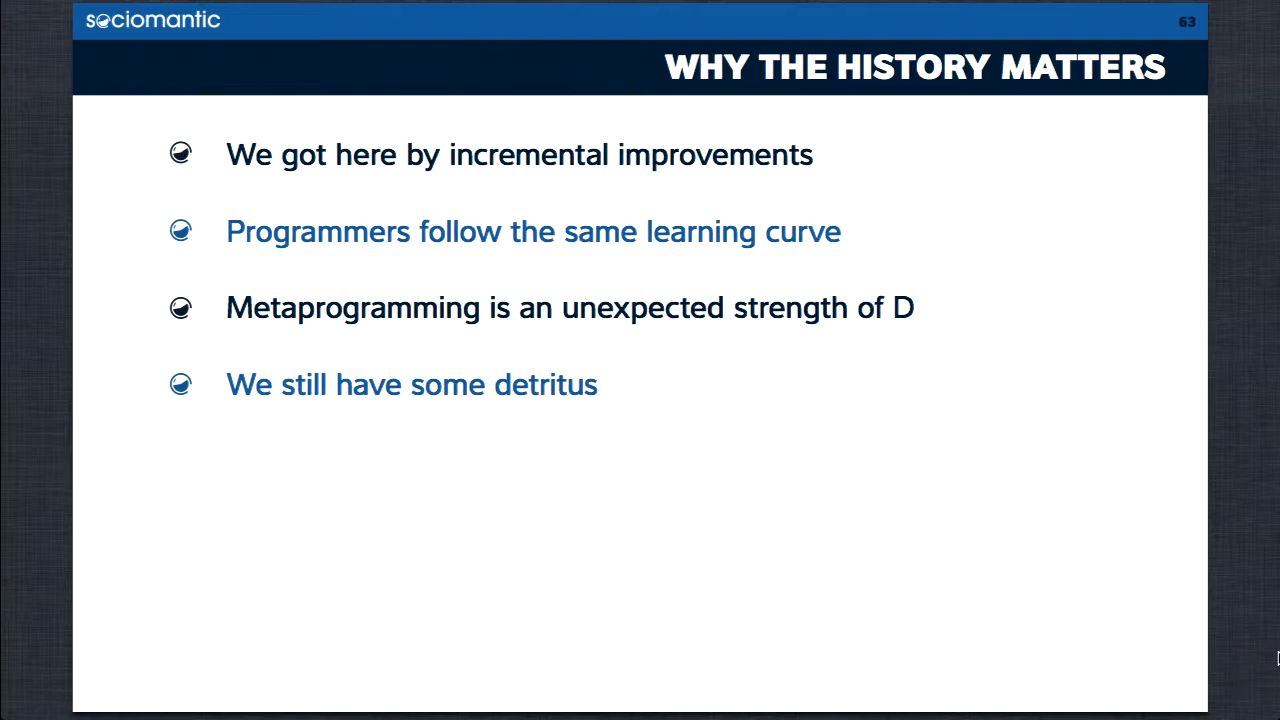 sociomantic
63
WHY THE HISTORY MATTERS
We got here by incremental improvements
Programmers follow the same learning curve
Metaprogramming is an unexpected strength of D
We still have some detritus